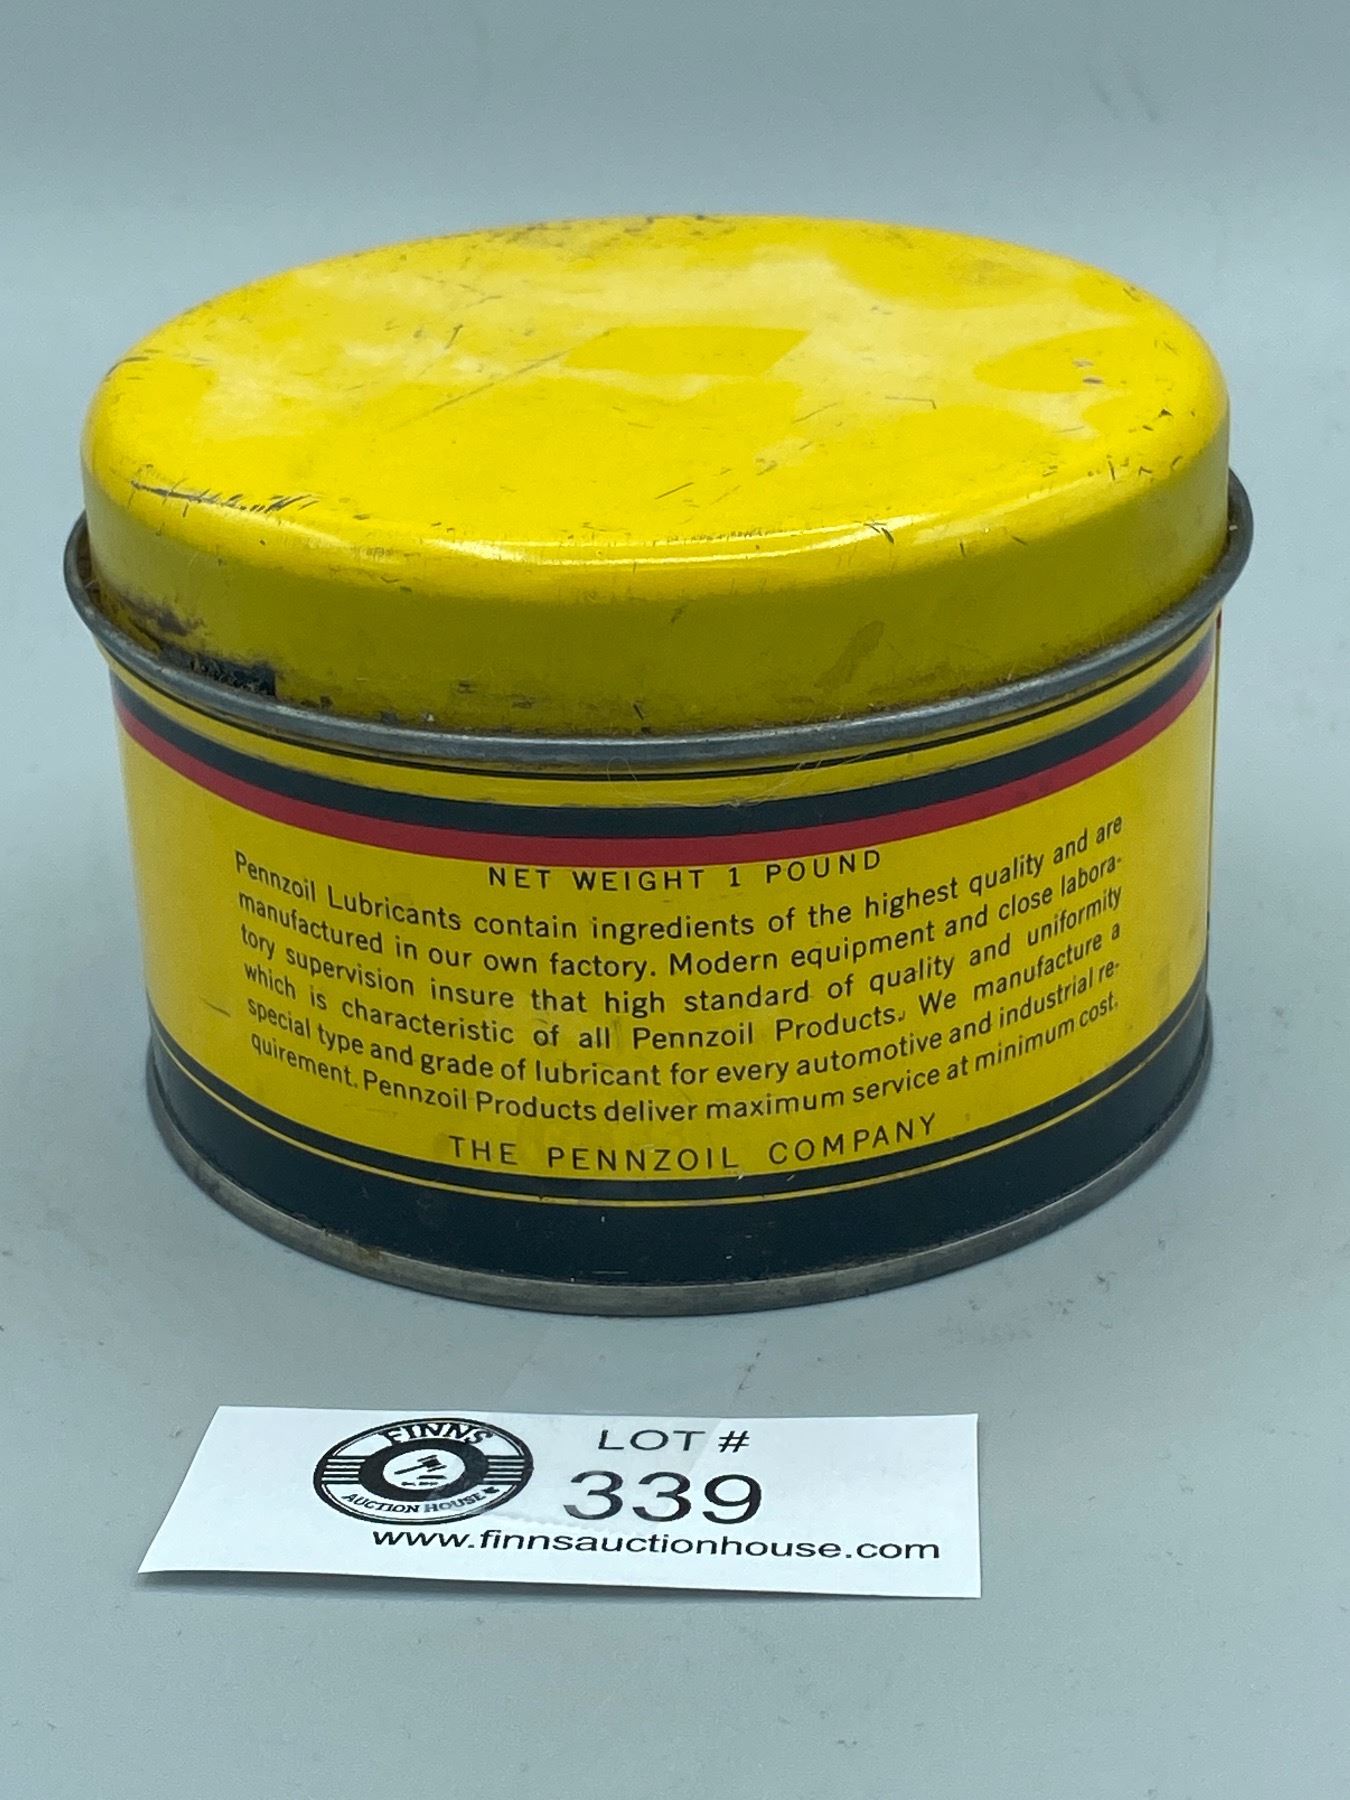 NET WEIGHT 1 POUND
Pennzoil Lubricants contain ingredients of the highest quality and are
manufactured in our own factory. Modern equipment and close labora-
tory supervision insure that high standard of quality and uniformity
which is characteristic of all Pennzoil Products. We manufacture a
special type and grade of lubricant for every automotive and industrial re-
quirement. Pennzoil Products deliver maximum service at minimum cost.
THE PENNZOIL COMPANY
FINNS
AUCTION HOUSE
LOT #
339
www.finnsauctionhouse.com